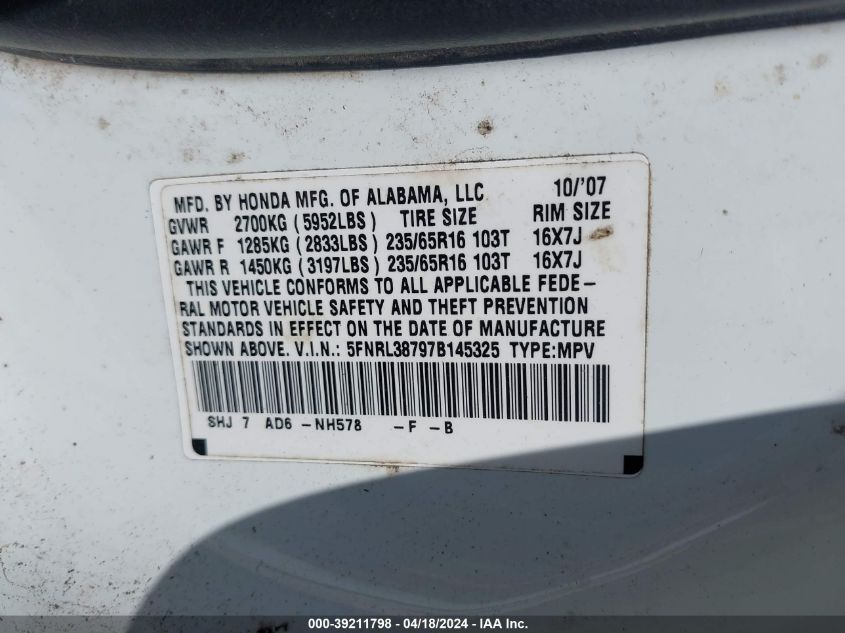 MFD. BY HONDA MFG. OF ALABAMA, LLC 10/'07
GVWR 2700KG (5952LBS) TIRE SIZE RIM SIZE
GAWR F 1285KG (2833LBS) 235/65R16 103T 16X7J
GAWR R 1450KG (3197LBS) 235/65R16 103T 16X7J
THIS VEHICLE CONFORMS TO ALL APPLICABLE FEDE-
RAL MOTOR VEHICLE SAFETY AND THEFT PREVENTION
STANDARDS IN EFFECT ON THE DATE OF MANUFACTURE
SHOWN ABOVE. V.I.N.: 5FNRL38797B145325 TYPE:MPV
SHJ 7 AD6 -NH578 -F -B
000-39211798 - 04/18/2024 - IAAI.com